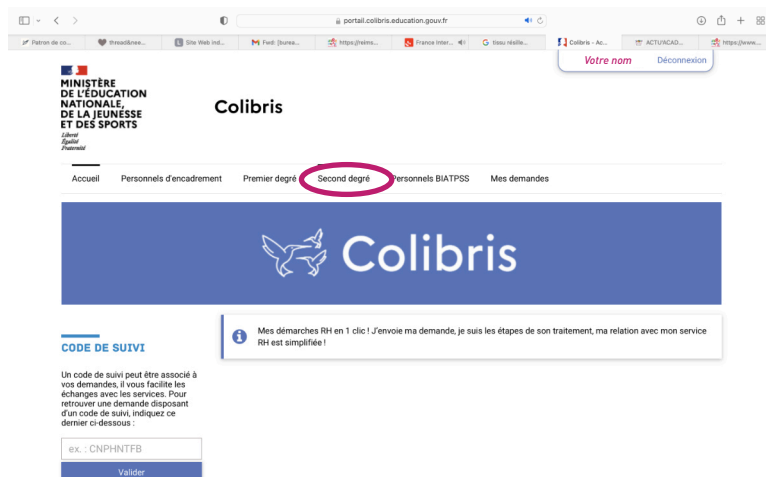 portail.colibris.education.gouv.fr
Patron de co...
thread&nee...
Site Web ind...
Fwd: [burea...
https://reims...
France Inter...
tissu résille...
Colibris - Ac...
ACTU'ACAD...
https://www....
Votre nom
Déconnexion
MINISTÈRE
DE L'ÉDUCATION
NATIONALE,
DE LA JEUNESSE
ET DES SPORTS
Liberté
Égalité
Fraternité
Colibris
Accueil
Personnels d'encadrement
Premier degré
Second degré
Personnels BIATPSS
Mes demandes
Colibris
CODE DE SUIVI
Un code de suivi peut être associé à
vos demandes, il vous facilite les
échanges avec les services. Pour
retrouver une demande disposant
d'un code de suivi, indiquez ce
dernier ci-dessous :
ex. : CNPHNTFB
Valider
Mes démarches RH en 1 clic ! J'envoie ma demande, je suis les étapes de son traitement, ma relation avec mon service
RH est simplifiée !